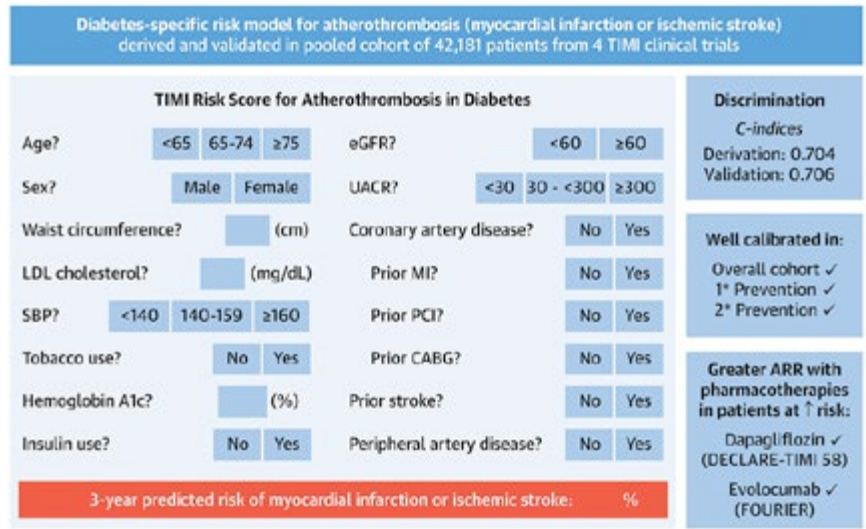 Diabetes-specific risk model for atherothrombosis (myocardial infarction or ischemic stroke)
derived and validated in pooled cohort of 42,181 patients from 4 TIMI clinical trials
TIMI Risk Score for Atherothrombosis in Diabetes
Age? <65 65-74 ≥75
Sex? Male Female
Waist circumference? (cm)
LDL cholesterol? (mg/dL)
SBP? <140 140-159 ≥160
Tobacco use? No Yes
Hemoglobin A1c? (%)
Insulin use? No Yes
eGFR? <60 ≥60
UACR? <30 30 - <300 ≥300
Coronary artery disease? No Yes
Prior MI? No Yes
Prior PCI? No Yes
Prior CABG? No Yes
Prior stroke? No Yes
Peripheral artery disease? No Yes
3-year predicted risk of myocardial infarction or ischemic stroke: %
Discrimination
C-indices
Derivation: 0.704
Validation: 0.706
Well calibrated in:
Overall cohort ✓
1° Prevention ✓
2° Prevention ✓
Greater ARR with
pharmacotherapies
in patients at ↑ risk:
Dapagliflozin ✓
(DECLARE-TIMI 58)
Evolocumab ✓
(FOURIER)